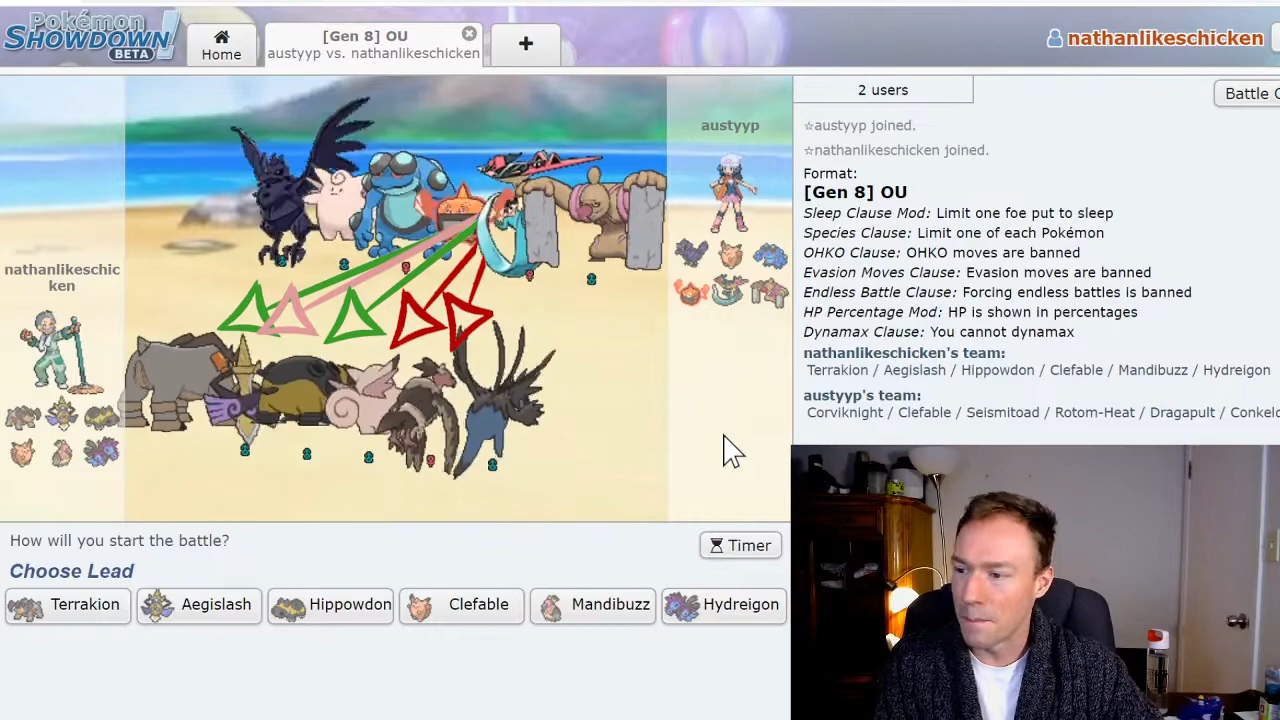 Pokémon
SHOWDOWN!
BETA
Home
[Gen 8] OU
austyyp vs. nathanlikeschicken
+
nathanlikeschicken
austyyp
nathanlikeschic
ken
2 users
Battle
☆austyyp joined.
☆nathanlikeschicken joined.
Format:
[Gen 8] OU
Sleep Clause Mod: Limit one foe put to sleep
Species Clause: Limit one of each Pokémon
OHKO Clause: OHKO moves are banned
Evasion Moves Clause: Evasion moves are banned
Endless Battle Clause: Forcing endless battles is banned
HP Percentage Mod: HP is shown in percentages
Dynamax Clause: You cannot dynamax
nathanlikeschicken's team:
Terrakion / Aegislash / Hippowdon / Clefable / Mandibuzz / Hydreigon
austyyp's team:
Corviknight / Clefable / Seismitoad / Rotom-Heat / Dragapult /
How will you start the battle?
Timer
Choose Lead
Terrakion Aegislash Hippowdon Clefable Mandibuzz Hydreigon